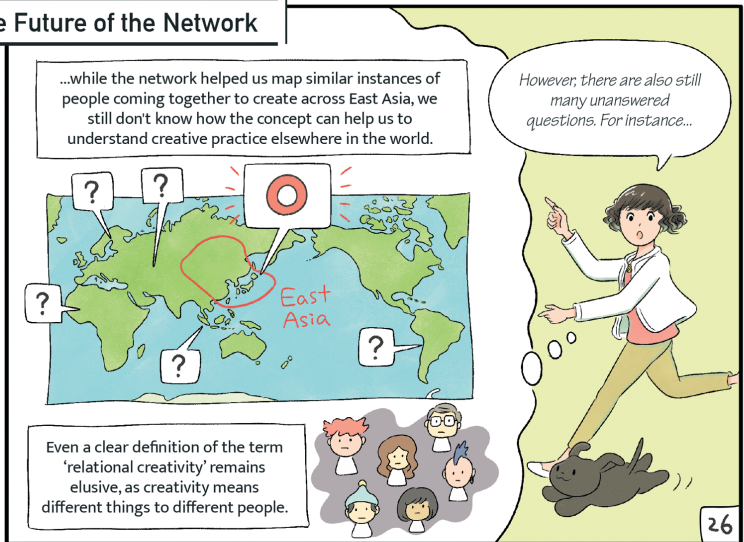 e Future of the Network
...while the network helped us map similar instances of
people coming together to create across East Asia, we
still don't know how the concept can help us to
understand creative practice elsewhere in the world.
However, there are also still
many unanswered
questions. For instance...
?
?
?
?
?
East
Asia
Even a clear definition of the term
‘relational creativity’ remains
elusive, as creativity means
different things to different people.
26